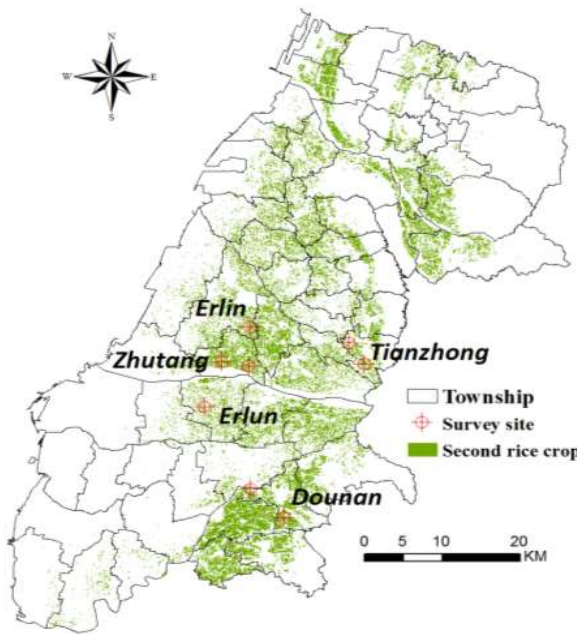 N
W E
S
Erlin
Zhutang
Tianzhong
Township
Survey site
Erlun
Second rice crop
Dounan
0 5 10 20
KM